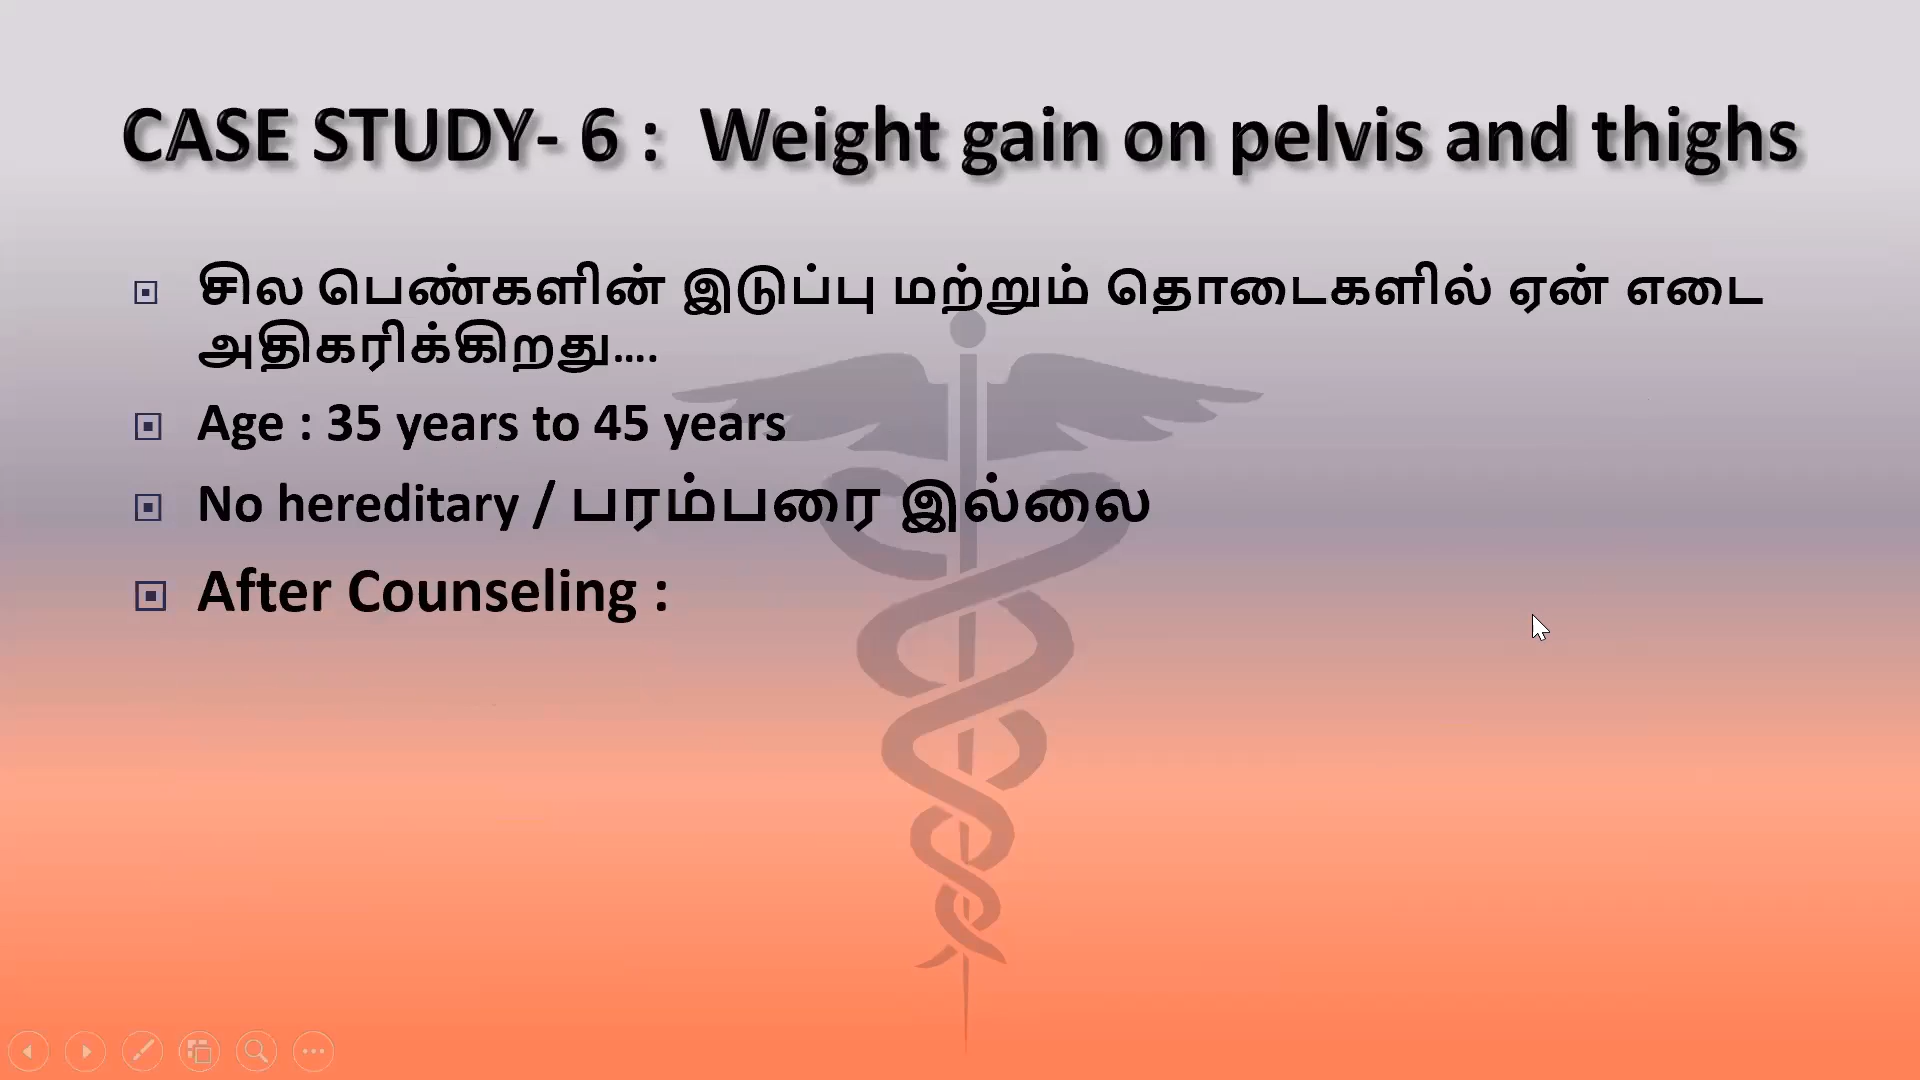 CASE STUDY- 6 : Weight gain on pelvis and thighs
சில பெண்களின் இடுப்பு மற்றும் தொடைகளில் ஏன் எடை
அதிகரிக்கிறது....
Age : 35 years to 45 years
No hereditary / பரம்பரை இல்லை
After Counseling :